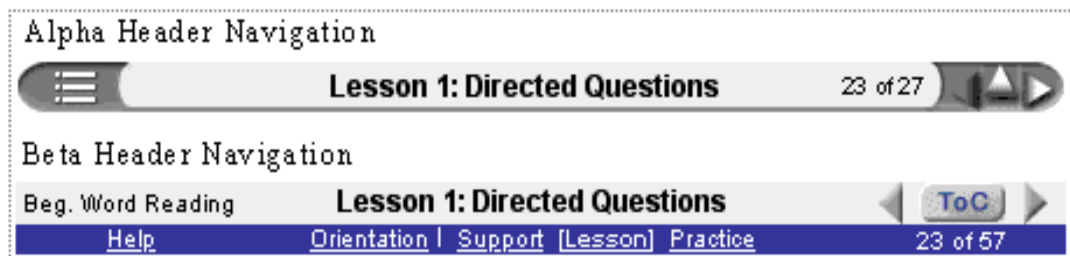 Alpha Header Navigation
Lesson 1: Directed Questions 23 of 27
Beta Header Navigation
Beg. Word Reading Lesson 1: Directed Questions ToC
Help Orientation | Support [Lesson] Practice 23 of 57